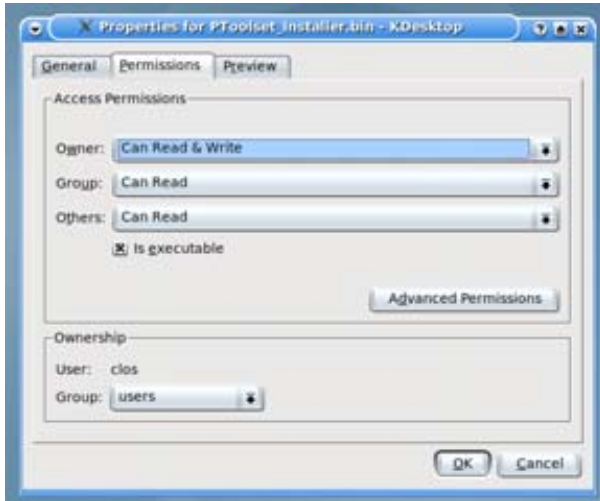 Properties for PToolset_Installer.bin - KDesktop
General Permissions Preview
Access Permissions
Owner: Can Read & Write
Group: Can Read
Others: Can Read
Is executable
Advanced Permissions
Ownership
User: clos
Group: users
OK Cancel